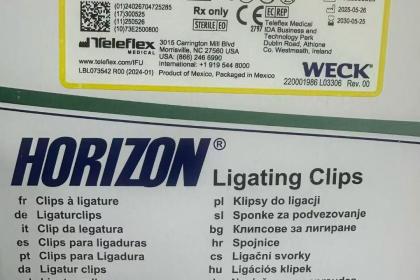 (01)24026704735285
(17)300525
(11)250526
(10)73E2500800
Rx only
STERILE EO
CE
2797
EC REP
2025-05-26
2030-05-25
Teleflex Medical
IDA Business and
Technology Park
Dublin Road, Athlone
Co. Westmeath, Ireland
Teleflex®
MEDICAL
3015 Carrington Mill Blvd
Morrisville, NC 27560 USA
USA: (866) 246 6990
international: +1 919 544 8000
www.teleflex.com/IFU
LBL073542 R00 (2024-01)
Product of Mexico, Packaged in Mexico
WECK®
220001986 L03306 Rev. 00
HORIZON® Ligating Clips
fr Clips à ligature
de Ligaturclips
it Clip da legatura
es Clips para ligaduras
pt Clips para ligadura
da Ligatur clips
pl Klipsy do ligacji
sl Sponke za podvezovanje
bg Клипсове за лигиране
hr Spojnice
cs Ligační svorky
hu Ligációs klipek